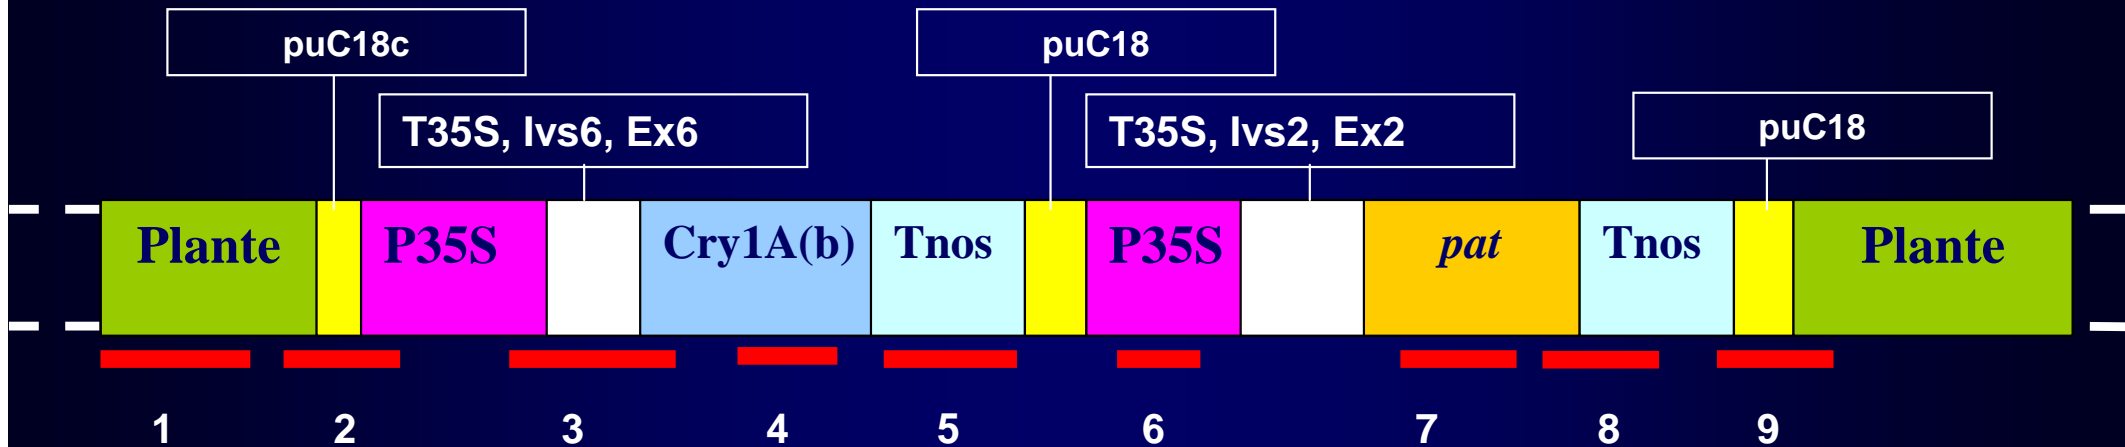 puC18c
puC18
T35S, Ivs6, Ex6
T35S, Ivs2, Ex2
puC18
Plante
P35S
Cry1A(b)
Tnos
P35S
pat
Tnos
Plante
1 2 3 4 5 6 7 8 9